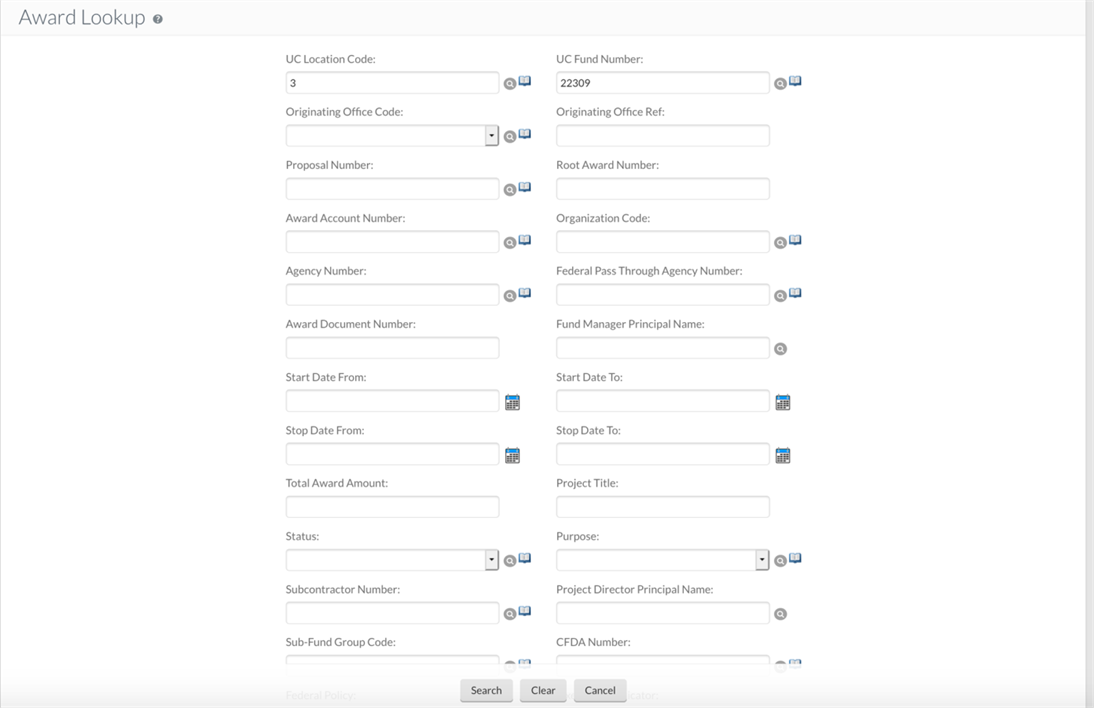 Award Lookup ?
UC Location Code: UC Fund Number:
3 22309
Originating Office Code: Originating Office Ref:
Proposal Number: Root Award Number:
Award Account Number: Organization Code:
Agency Number: Federal Pass Through Agency Number:
Award Document Number: Fund Manager Principal Name:
Start Date From: Start Date To:
Stop Date From: Stop Date To:
Total Award Amount: Project Title:
Status: Purpose:
Subcontractor Number: Project Director Principal Name:
Sub-Fund Group Code: CFDA Number:
Federal Policy:
Search Clear Cancel